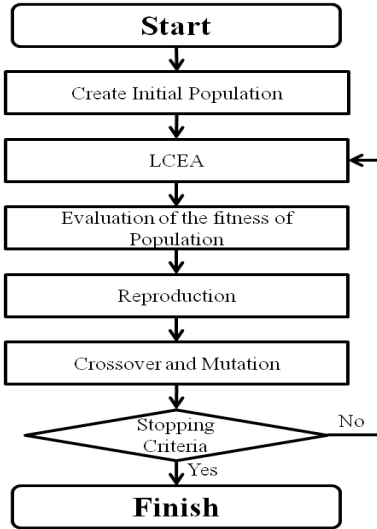 Start
Create Initial Population
LCEA
Evaluation of the fitness of
Population
Reproduction
Crossover and Mutation
Stopping
Criteria
No
Yes
Finish